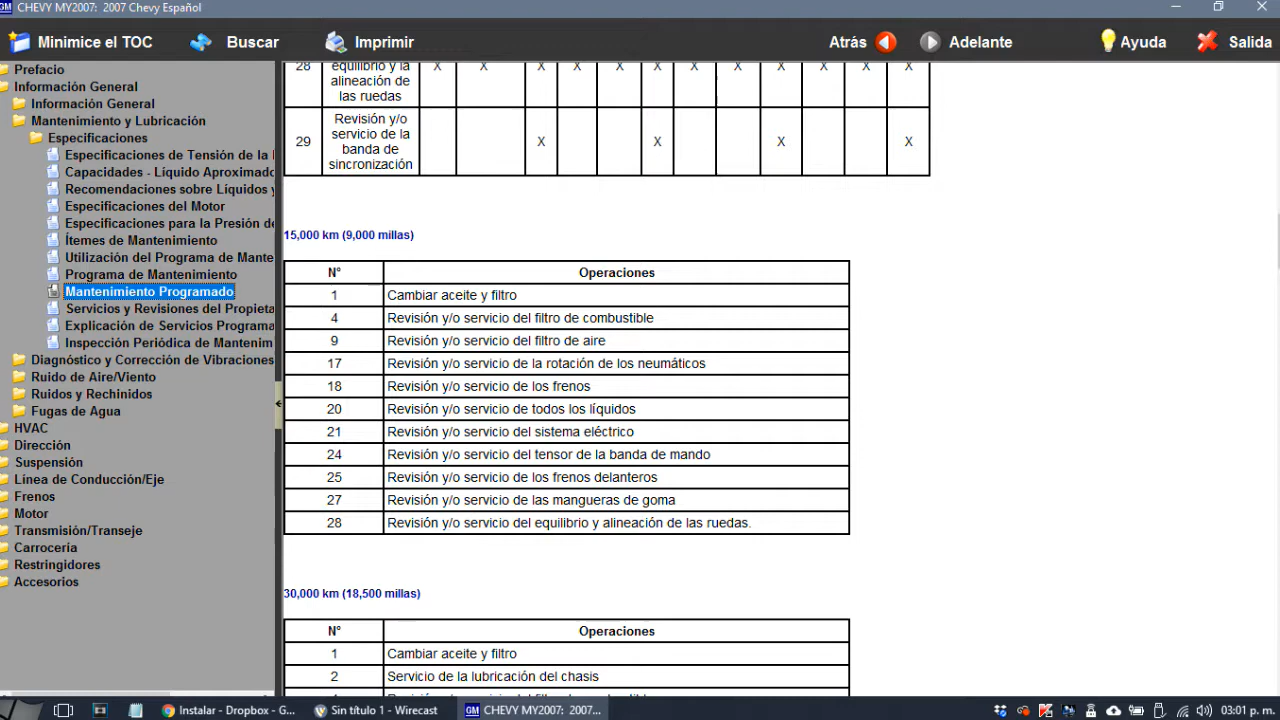 GM CHEVY MY2007: 2007 Chevy Español
Minimice el TOC Buscar Imprimir Atrás Adelante Ayuda Salida
Prefacio
Información General
Información General
Mantenimiento y Lubricación
Especificaciones
Especificaciones de Tensión de la
Capacidades - Líquido Aproximado
Recomendaciones sobre Líquidos y
Especificaciones del Motor
Especificaciones para la Presión de
Ítemes de Mantenimiento
Utilización del Programa de Mante
Programa de Mantenimiento
Mantenimiento Programado
Servicios y Revisiones del Propieta
Explicación de Servicios Programa
Inspección Periódica de Mantenim
Diagnóstico y Corrección de Vibraciones
Ruido de Aire/Viento
Ruidos y Rechinidos
Fugas de Agua
HVAC
Dirección
Suspensión
Línea de Conducción/Eje
Frenos
Motor
Transmisión/Transeje
Carrocería
Restringidores
Accesorios
28 equilibrio y la X X X X X X X X X X X X
alineación de
las ruedas
Revisión y/o
servicio de la
29 banda de X X X X
sincronización
15,000 km (9,000 millas)
N° Operaciones
1 Cambiar aceite y filtro
4 Revisión y/o servicio del filtro de combustible
9 Revisión y/o servicio del filtro de aire
17 Revisión y/o servicio de la rotación de los neumáticos
18 Revisión y/o servicio de los frenos
20 Revisión y/o servicio de todos los líquidos
21 Revisión y/o servicio del sistema eléctrico
24 Revisión y/o servicio del tensor de la banda de mando
25 Revisión y/o servicio de los frenos delanteros
27 Revisión y/o servicio de las mangueras de goma
28 Revisión y/o servicio del equilibrio y alineación de las ruedas.
30,000 km (18,500 millas)
N° Operaciones
1 Cambiar aceite y filtro
2 Servicio de la lubricación del chasis
Instalar - Dropbox - G... Sin título 1 - Wirecast GM CHEVY MY2007: 2007... 03:01 p. m.